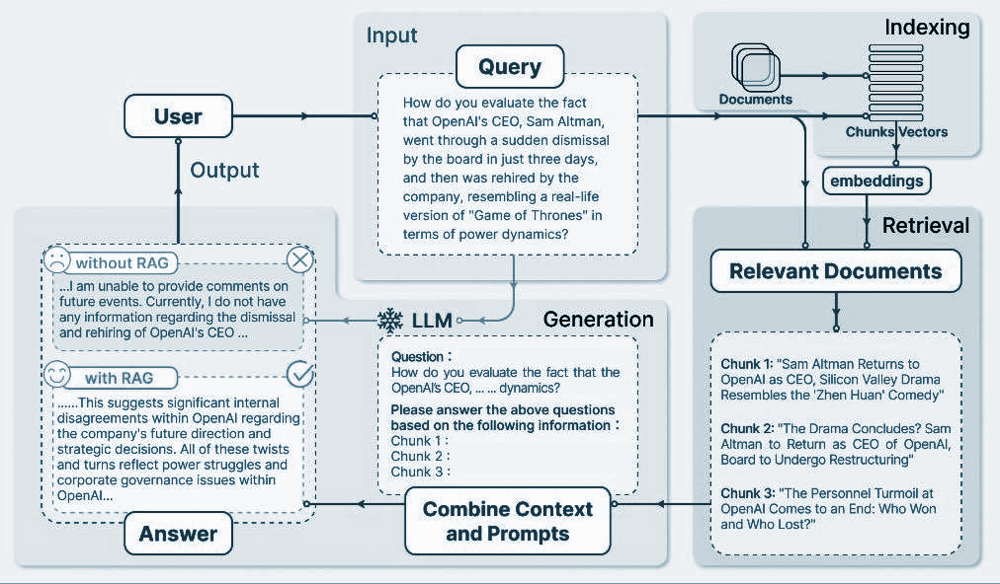 Input
Indexing
Query
Documents
Chunks Vectors
embeddings
User
Output
How do you evaluate the fact
that OpenAI's CEO, Sam Altman,
went through a sudden dismissal
by the board in just three days,
and then was rehired by the
company, resembling a real-life
version of "Game of Thrones" in
terms of power dynamics?
Retrieval
Relevant Documents
Chunk 1: "Sam Altman Returns to
OpenAI as CEO, Silicon Valley Drama
Resembles the 'Zhen Huan' Comedy"
Chunk 2: "The Drama Concludes? Sam
Altman to Return as CEO of OpenAI,
Board to Undergo Restructuring"
Chunk 3: "The Personnel Turmoil at
OpenAI Comes to an End: Who Won
and Who Lost?"
Generation
LLM
Question :
How do you evaluate the fact that the
OpenAI's CEO, ... ... dynamics?
Please answer the above questions
based on the following information :
Chunk 1 :
Chunk 2 :
Chunk 3 :
Combine Context
and Prompts
without RAG
...I am unable to provide comments on
future events. Currently, I do not have
any information regarding the dismissal
and rehiring of OpenAI's CEO ...
with RAG
......This suggests significant internal
disagreements within OpenAI regarding
the company's future direction and
strategic decisions. All of these twists
and turns reflect power struggles and
corporate governance issues within
OpenAI...
Answer